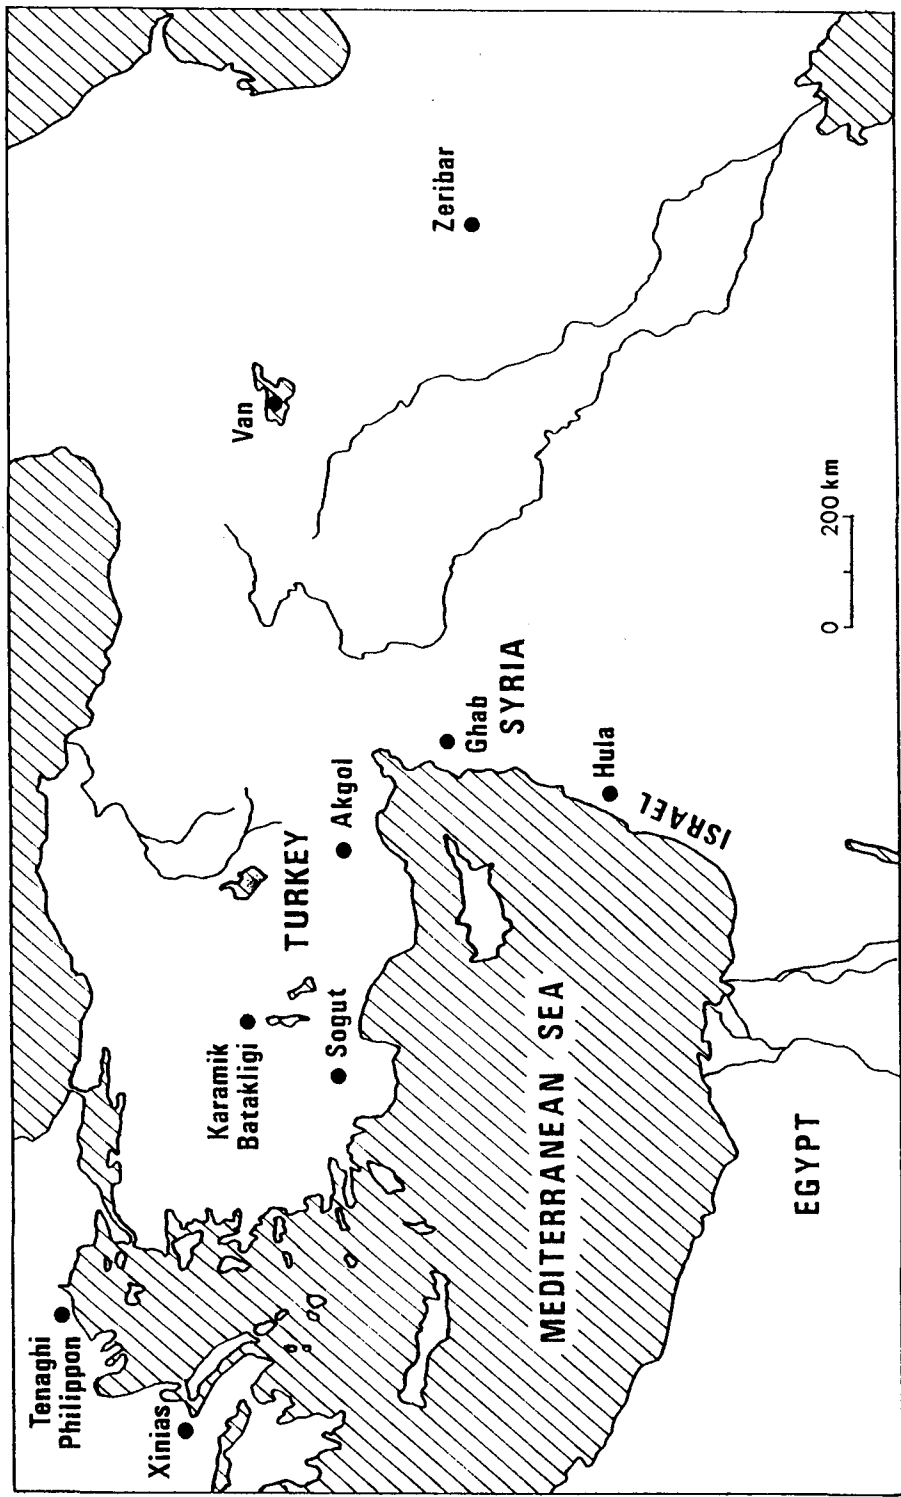 Tenaghi
Philippon
Xinias
Karamik
Batakligi
Sogut
TURKEY
Akgol
Van
Zeribar
Ghab
SYRIA
Hula
ISRAEL
MEDITERRANEAN SEA
EGYPT
0 200 km